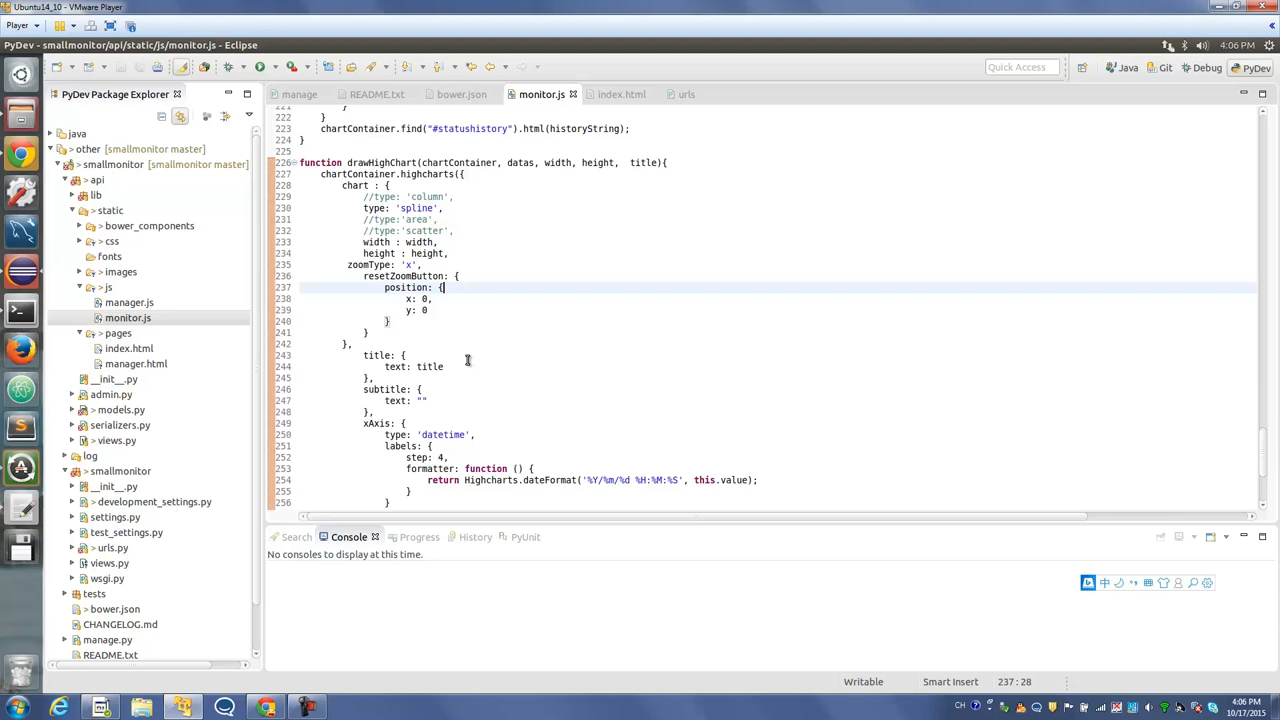 Ubuntu14_10 - VMware Player
Player
PyDev - smallmonitor/api/static/js/monitor.js - Eclipse
4:06 PM
Quick Access
Java
Git
Debug
PyDev
PyDev Package Explorer
java
> other [smallmonitor master]
> smallmonitor [smallmonitor master]
> api
lib
> static
> bower_components
> css
fonts
> images
> js
manager.js
monitor.js
> pages
index.html
manager.html
__init__.py
admin.py
> models.py
serializers.py
> views.py
log
smallmonitor
__init__.py
> development_settings.py
settings.py
test_settings.py
> urls.py
views.py
wsgi.py
tests
> bower.json
CHANGELOG.md
manage.py
README.txt
manage
README.txt
bower.json
monitor.js
index.html
urls
221 }
222 }
223 chartContainer.find("#statushistory").html(historyString);
224 }
225
226 function drawHighChart(chartContainer, datas, width, height,  title){
227 chartContainer.highcharts({
228 chart : {
229 //type: 'column',
230 type: 'spline',
231 //type:'area',
232 //type:'scatter',
233 width : width,
234 height : height,
235 zoomType: 'x',
236 resetZoomButton: {
237 position: {
238 x: 0,
239 y: 0
240 }
241 }
242 },
243 title: {
244 text: title
245 },
246 subtitle: {
247 text: ""
248 },
249 xAxis: {
250 type: 'datetime',
251 labels: {
252 step: 4,
253 formatter: function () {
254 return Highcharts.dateFormat('%Y/%m/%d %H:%M:%S', this.value);
255 }
256 }
Search
Console
Progress
History
PyUnit
No consoles to display at this time.
中
Writable
Smart Insert
237 : 28
CH
4:06 PM
10/17/2015